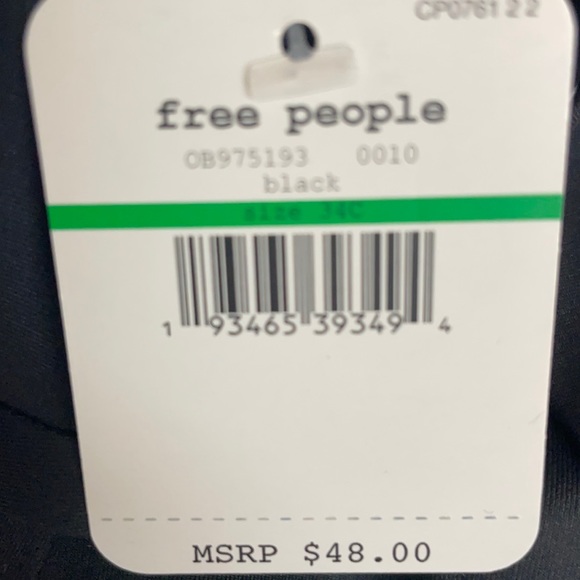 CP0761 2 2
free people
OB975193 0010
black
size 34C
1 93465 39349 4
MSRP $48.00